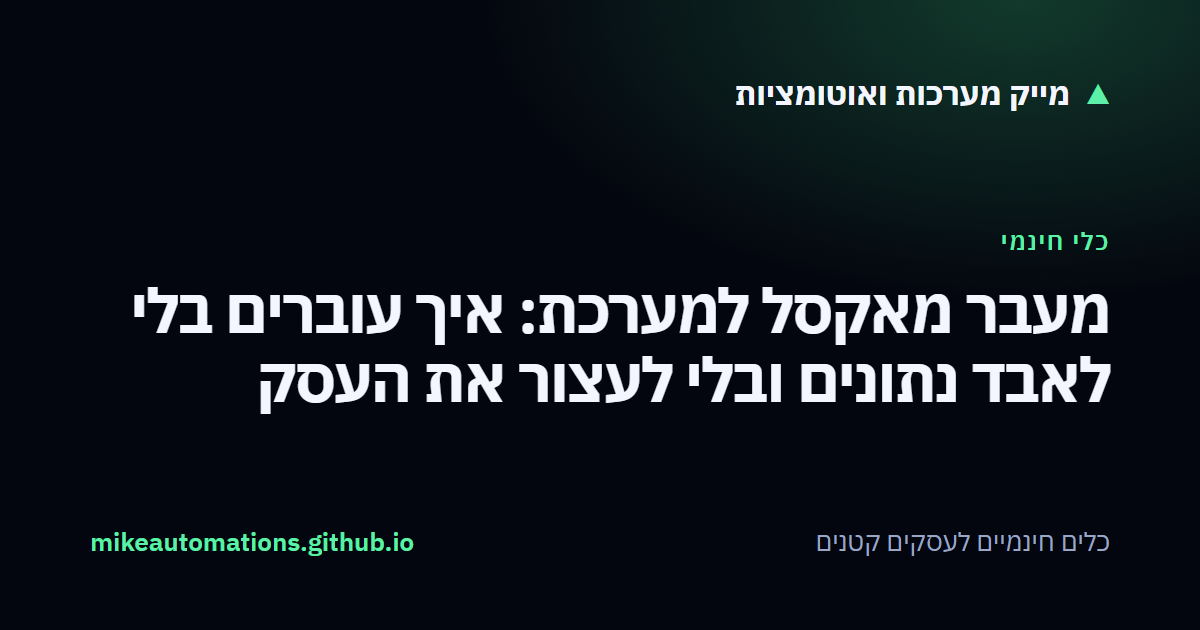 מייק מערכות ואוטומציות
כלי חינמי
מעבר מאקסל למערכת: איך עוברים בלי
לאבד נתונים ובלי לעצור את העסק
כלים חינמיים לעסקים קטנים
mikeautomations.github.io